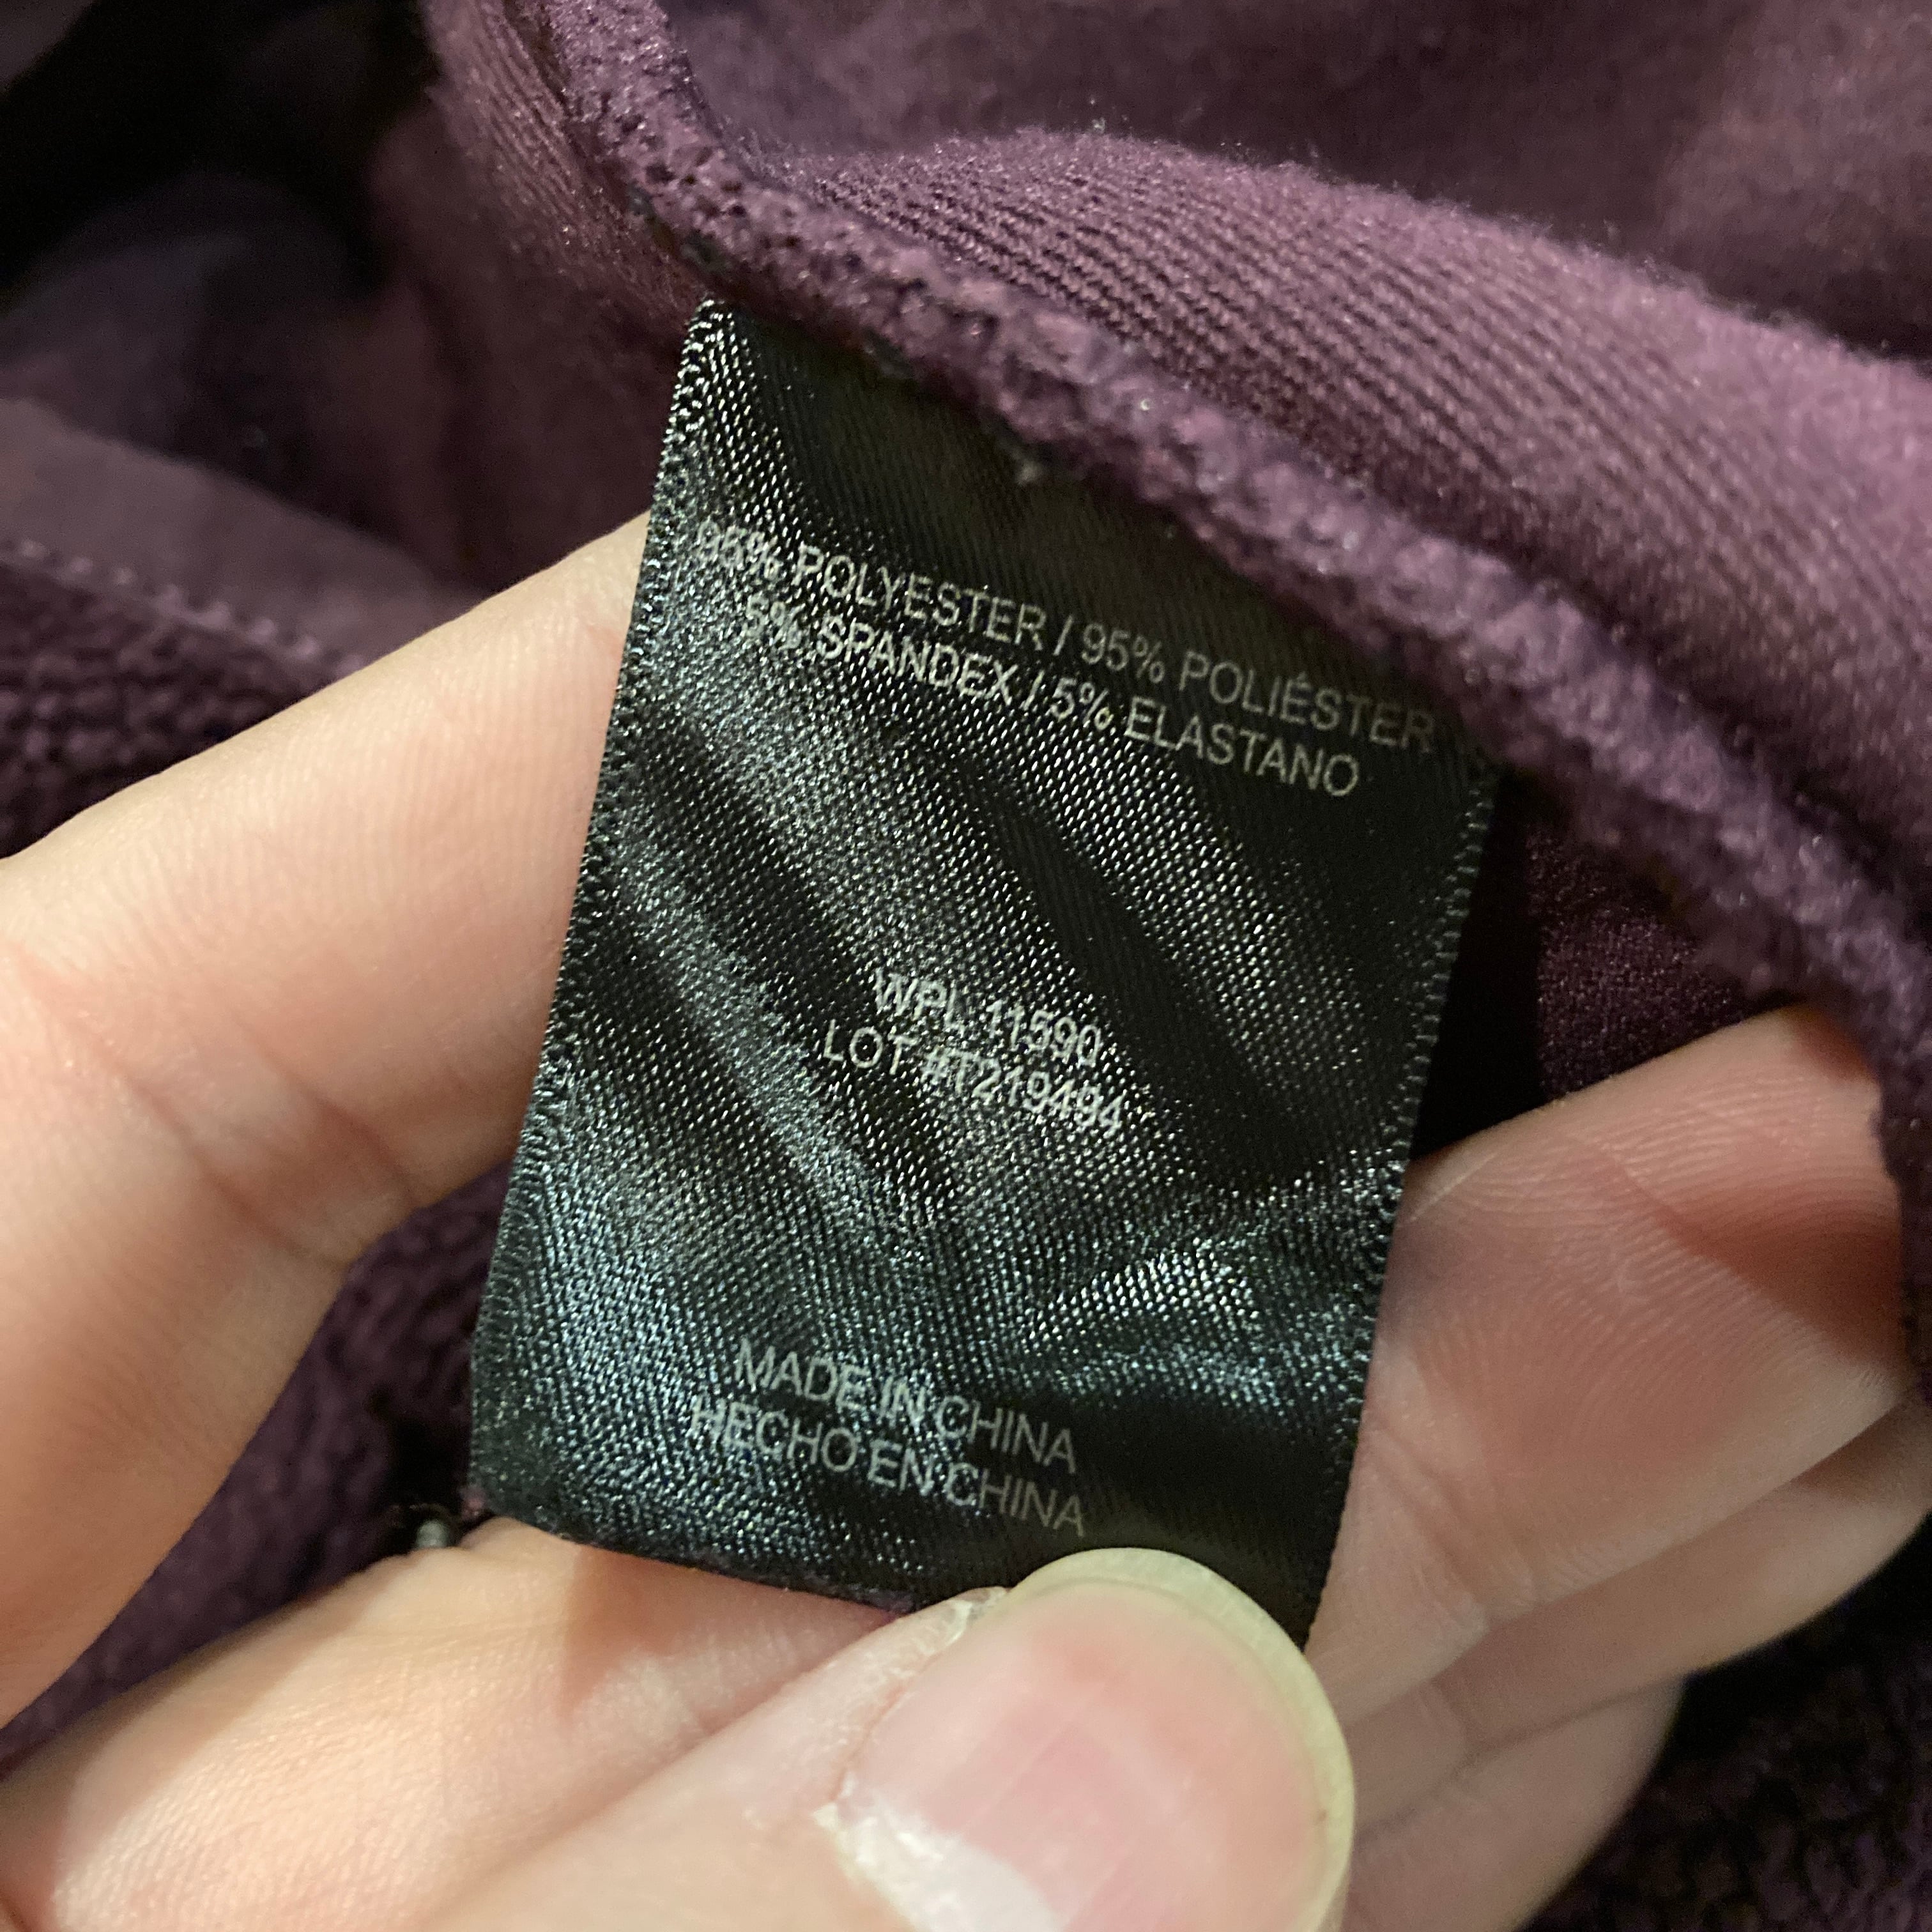 95% POLYESTER / 95% POLIÉSTER
5% SPANDEX / 5% ELASTANO
WPL 11590
LOT #T219494
MADE IN CHINA
HECHO EN CHINA